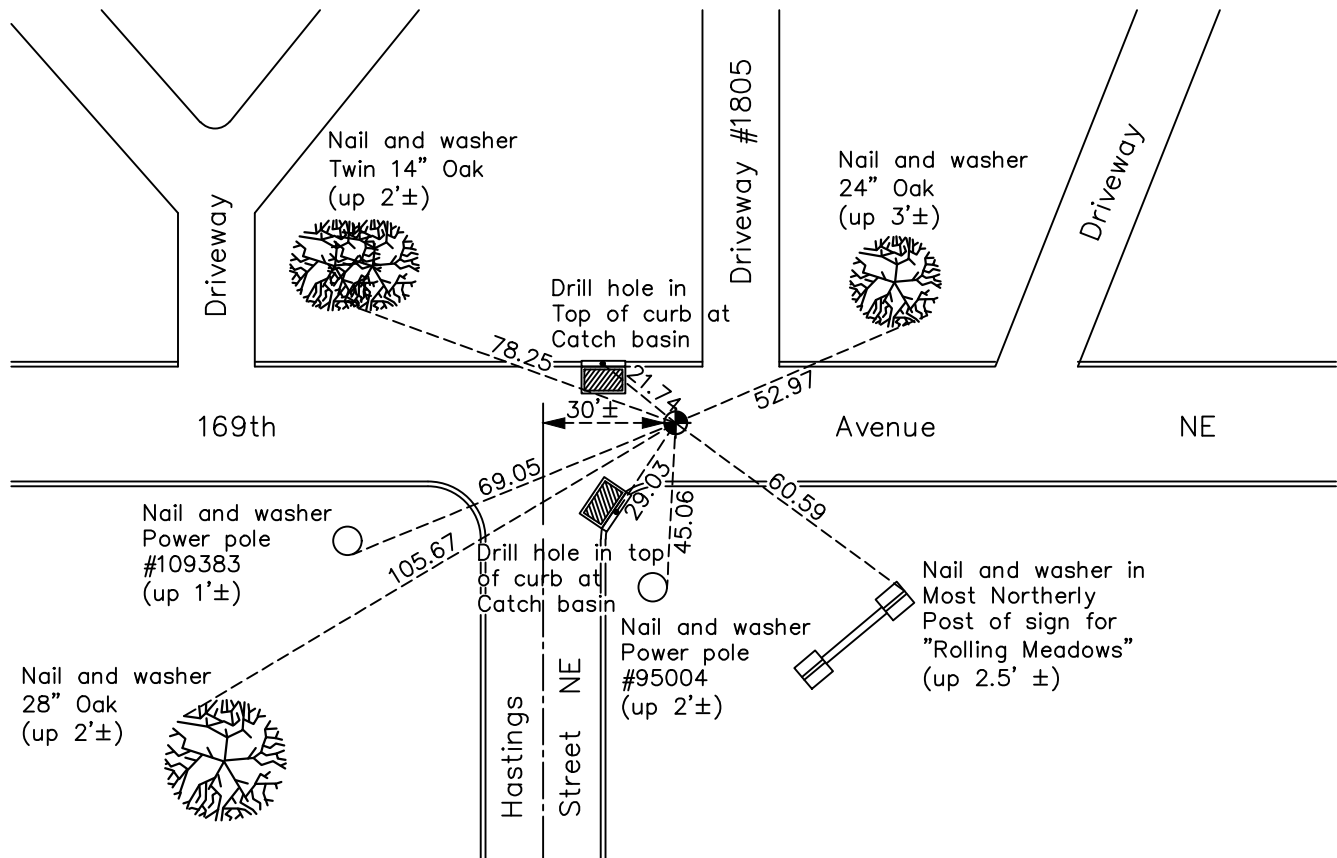 Nail and washer
Twin 14" Oak
(up 2'±)
Driveway
Driveway #1805
Nail and washer
24" Oak
(up 3'±)
Driveway
Drill hole in
Top of curb at
Catch basin
78.25
21.74
52.97
30'±
169th
Avenue
NE
69.05
29.03
45.06
60.59
105.67
Nail and washer
Power pole
#109383
(up 1'±)
Drill hole in top
of curb at
Catch basin
Nail and washer in
Most Northerly
Post of sign for
"Rolling Meadows"
(up 2.5' ±)
Nail and washer
Power pole
#95004
(up 2'±)
Nail and washer
28" Oak
(up 2'±)
Hastings
Street NE